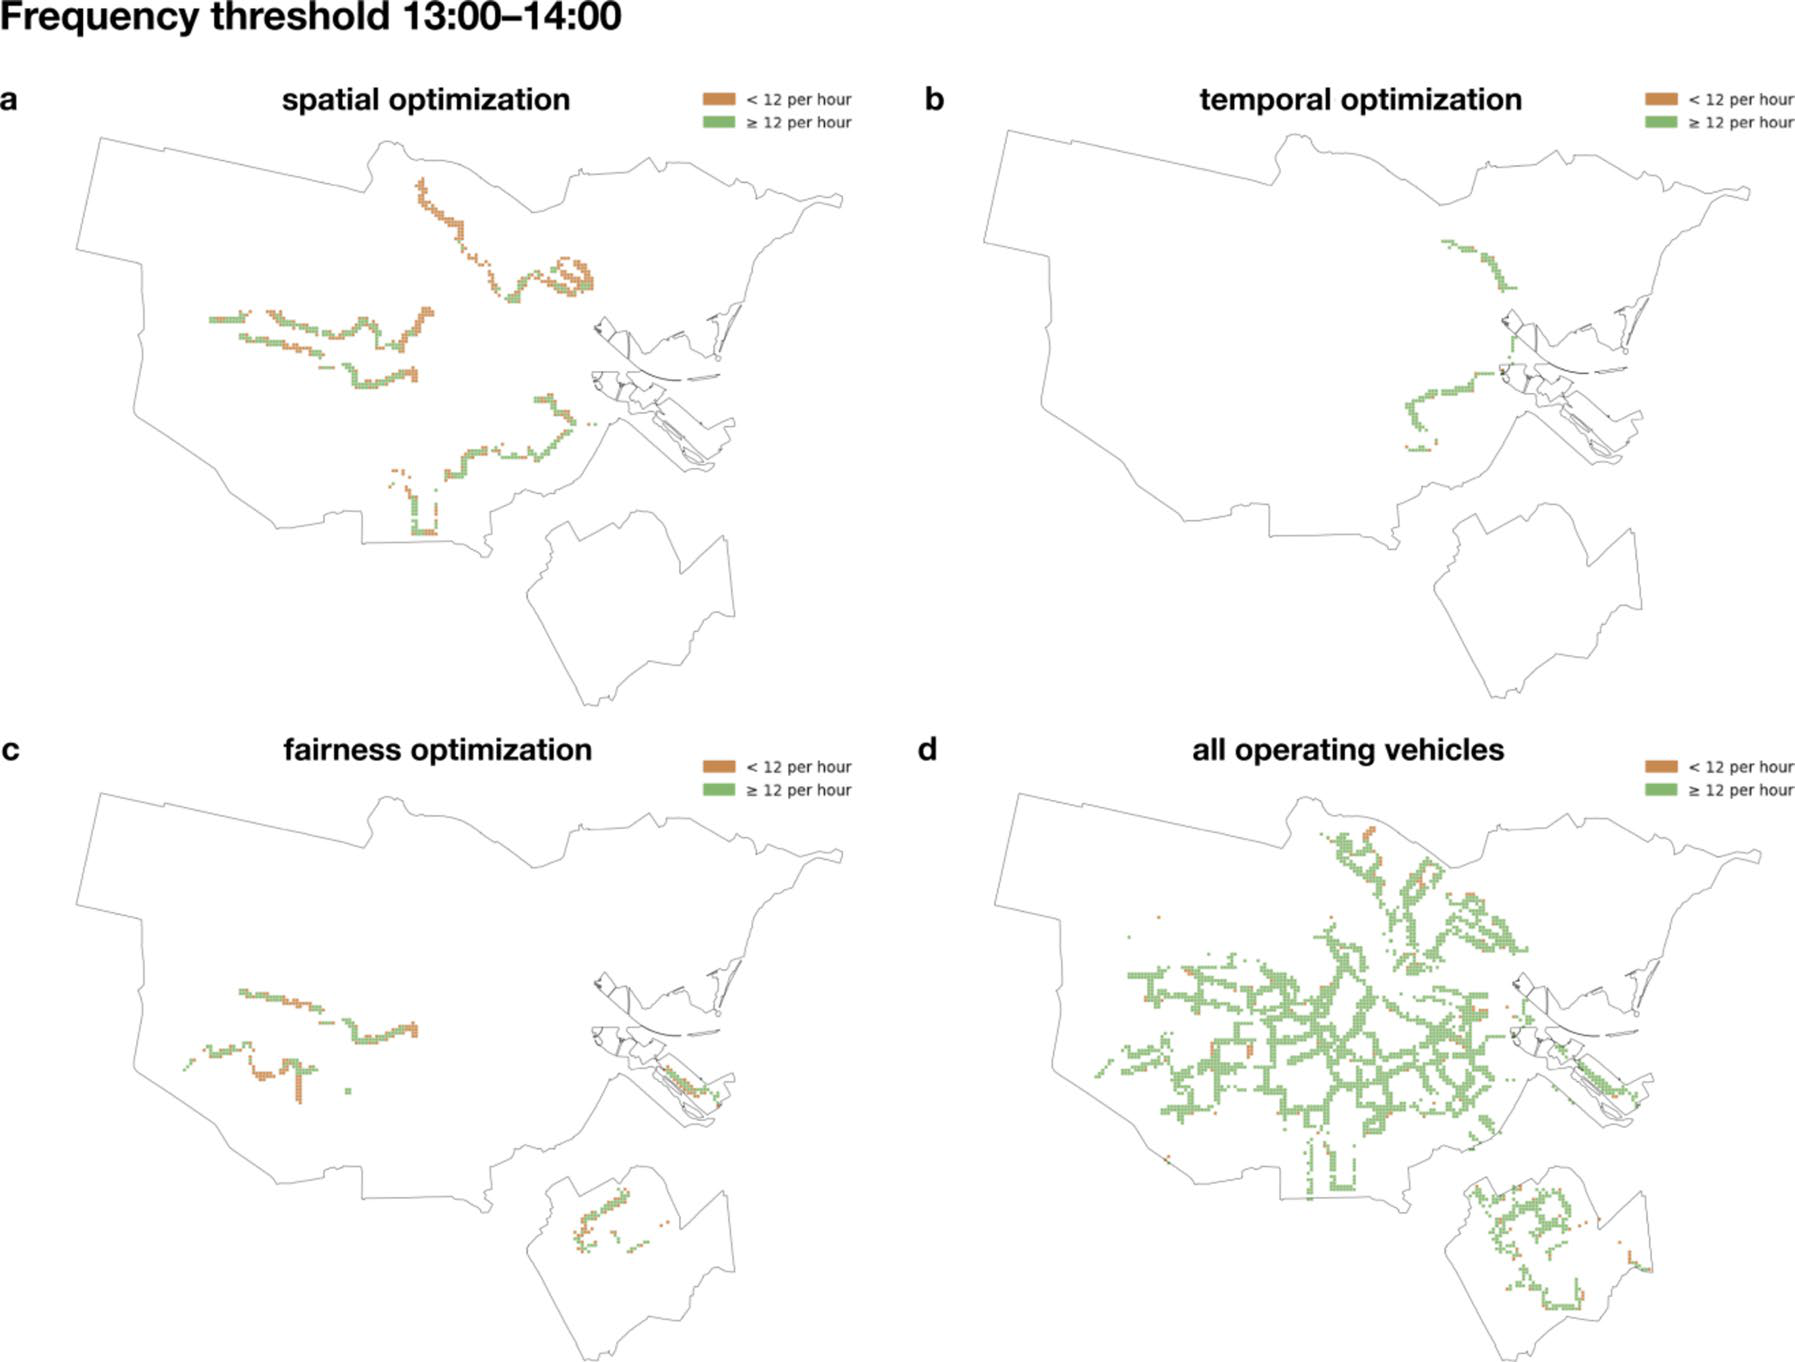 Frequency threshold 13:00–14:00
a
spatial optimization
< 12 per hour
≥ 12 per hour
b
temporal optimization
< 12 per hour
≥ 12 per hour
c
fairness optimization
< 12 per hour
≥ 12 per hour
d
all operating vehicles
< 12 per hour
≥ 12 per hour